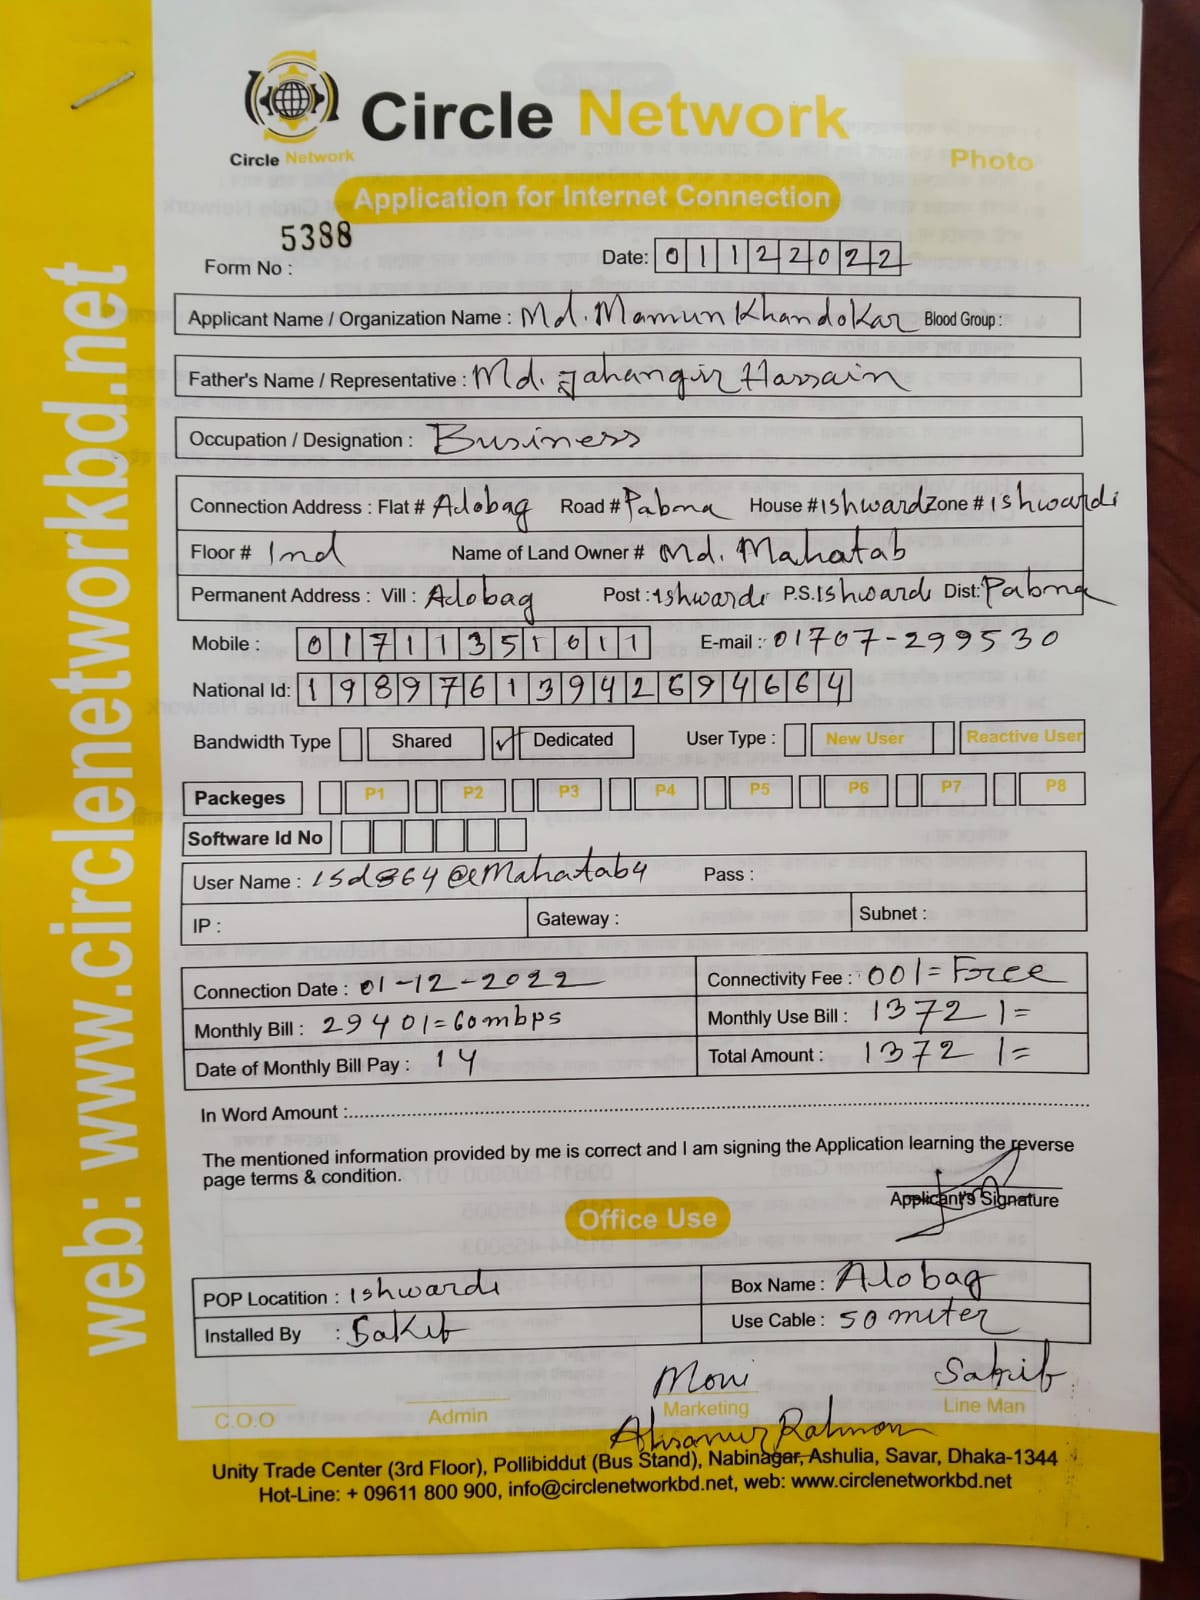 web: www.circlenetworkbd.net
Circle Network
Circle Network
Photo
Application for Internet Connection
5388
Form No :
Date: 01122022
Applicant Name / Organization Name : Md. Mamun Khandokar Blood Group :
Father's Name / Representative : Md. Jahangir Hassain
Occupation / Designation : Business
Connection Address : Flat # Alobag Road # Pabna House # Ishwardi Zone # Ishwardi
Floor # Ind Name of Land Owner # Md. Mahatab
Permanent Address : Vill : Alobag Post : Ishwardi P.S. Ishwardi Dist: Pabna
Mobile : 01711351611 E-mail : 01707-299530
National Id: 19897613942694664
Bandwidth Type Shared ✓ Dedicated User Type : New User Reactive User
Packeges P1 P2 P3 P4 P5 P6 P7 P8
Software Id No
User Name : isd864@Mahatab4 Pass :
IP : Gateway : Subnet :
Connection Date : 01-12-2022 Connectivity Fee : 00/= Free
Monthly Bill : 2940/= 60mbps Monthly Use Bill : 1372/=
Date of Monthly Bill Pay : 14 Total Amount : 1372/=
In Word Amount :
The mentioned information provided by me is correct and I am signing the Application learning the reverse
page terms & condition.
Applicant's Signature
Office Use
POP Locatition : Ishwardi Box Name : Alobag
Installed By : Sakib Use Cable : 50 miter
Moni Sakib
C.O.O Admin Marketing Line Man
Ahsanur Rahman
Unity Trade Center (3rd Floor), Pollibiddut (Bus Stand), Nabinagar, Ashulia, Savar, Dhaka-1344
Hot-Line: + 09611 800 900, info@circlenetworkbd.net, web: www.circlenetworkbd.net